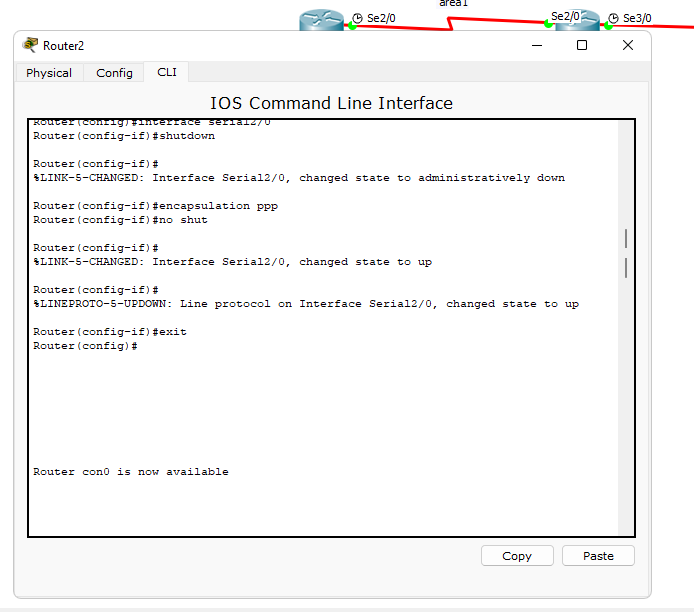 area1
Se2/0
Se2/0
Se3/0
Router2
Physical
Config
CLI
IOS Command Line Interface
Router(config)#interface serial2/0
Router(config-if)#shutdown
Router(config-if)#
%LINK-5-CHANGED: Interface Serial2/0, changed state to administratively down
Router(config-if)#encapsulation ppp
Router(config-if)#no shut
Router(config-if)#
%LINK-5-CHANGED: Interface Serial2/0, changed state to up
Router(config-if)#
%LINEPROTO-5-UPDOWN: Line protocol on Interface Serial2/0, changed state to up
Router(config-if)#exit
Router(config)#
Router con0 is now available
Copy
Paste